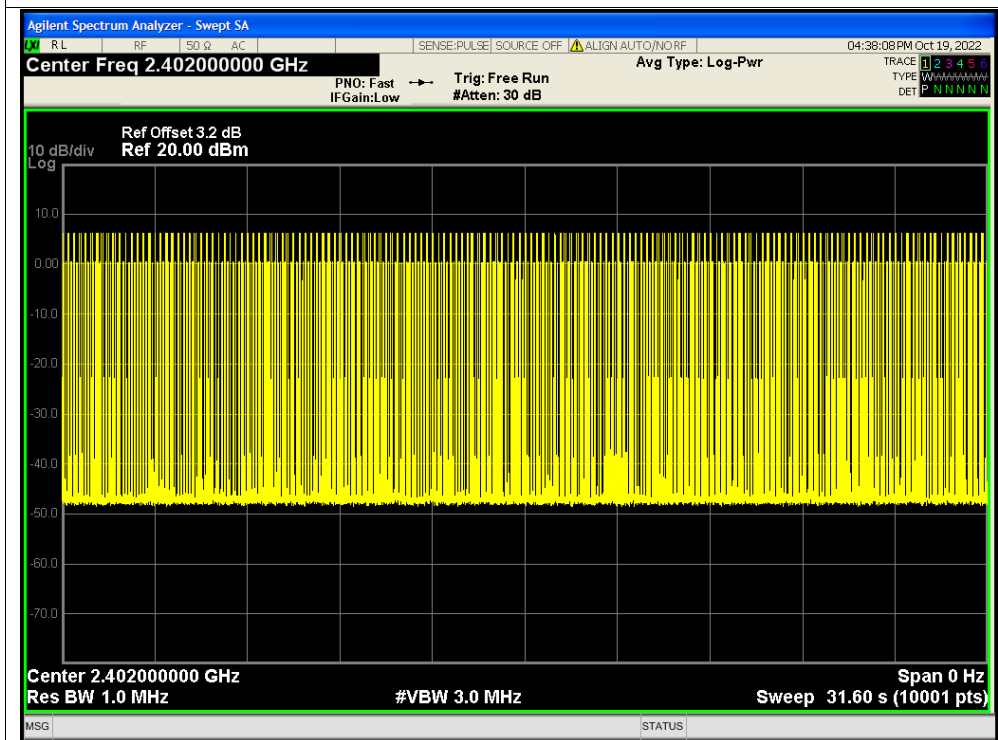 Agilent Spectrum Analyzer - Swept SA
LXI RL RF 50 Ω AC SENSE:PULSE SOURCE OFF ALIGN AUTO/NO RF 04:38:08 PM Oct 19, 2022
Center Freq 2.402000000 GHz Avg Type: Log-Pwr TRACE 1 2 3 4 5 6
PNO: Fast Trig: Free Run TYPE W
IFGain:Low #Atten: 30 dB DET P N N N N N
Ref Offset 3.2 dB
10 dB/div Ref 20.00 dBm
Log
10.0
0.00
-10.0
-20.0
-30.0
-40.0
-50.0
-60.0
-70.0
Center 2.402000000 GHz Span 0 Hz
Res BW 1.0 MHz #VBW 3.0 MHz Sweep 31.60 s (10001 pts)
MSG STATUS